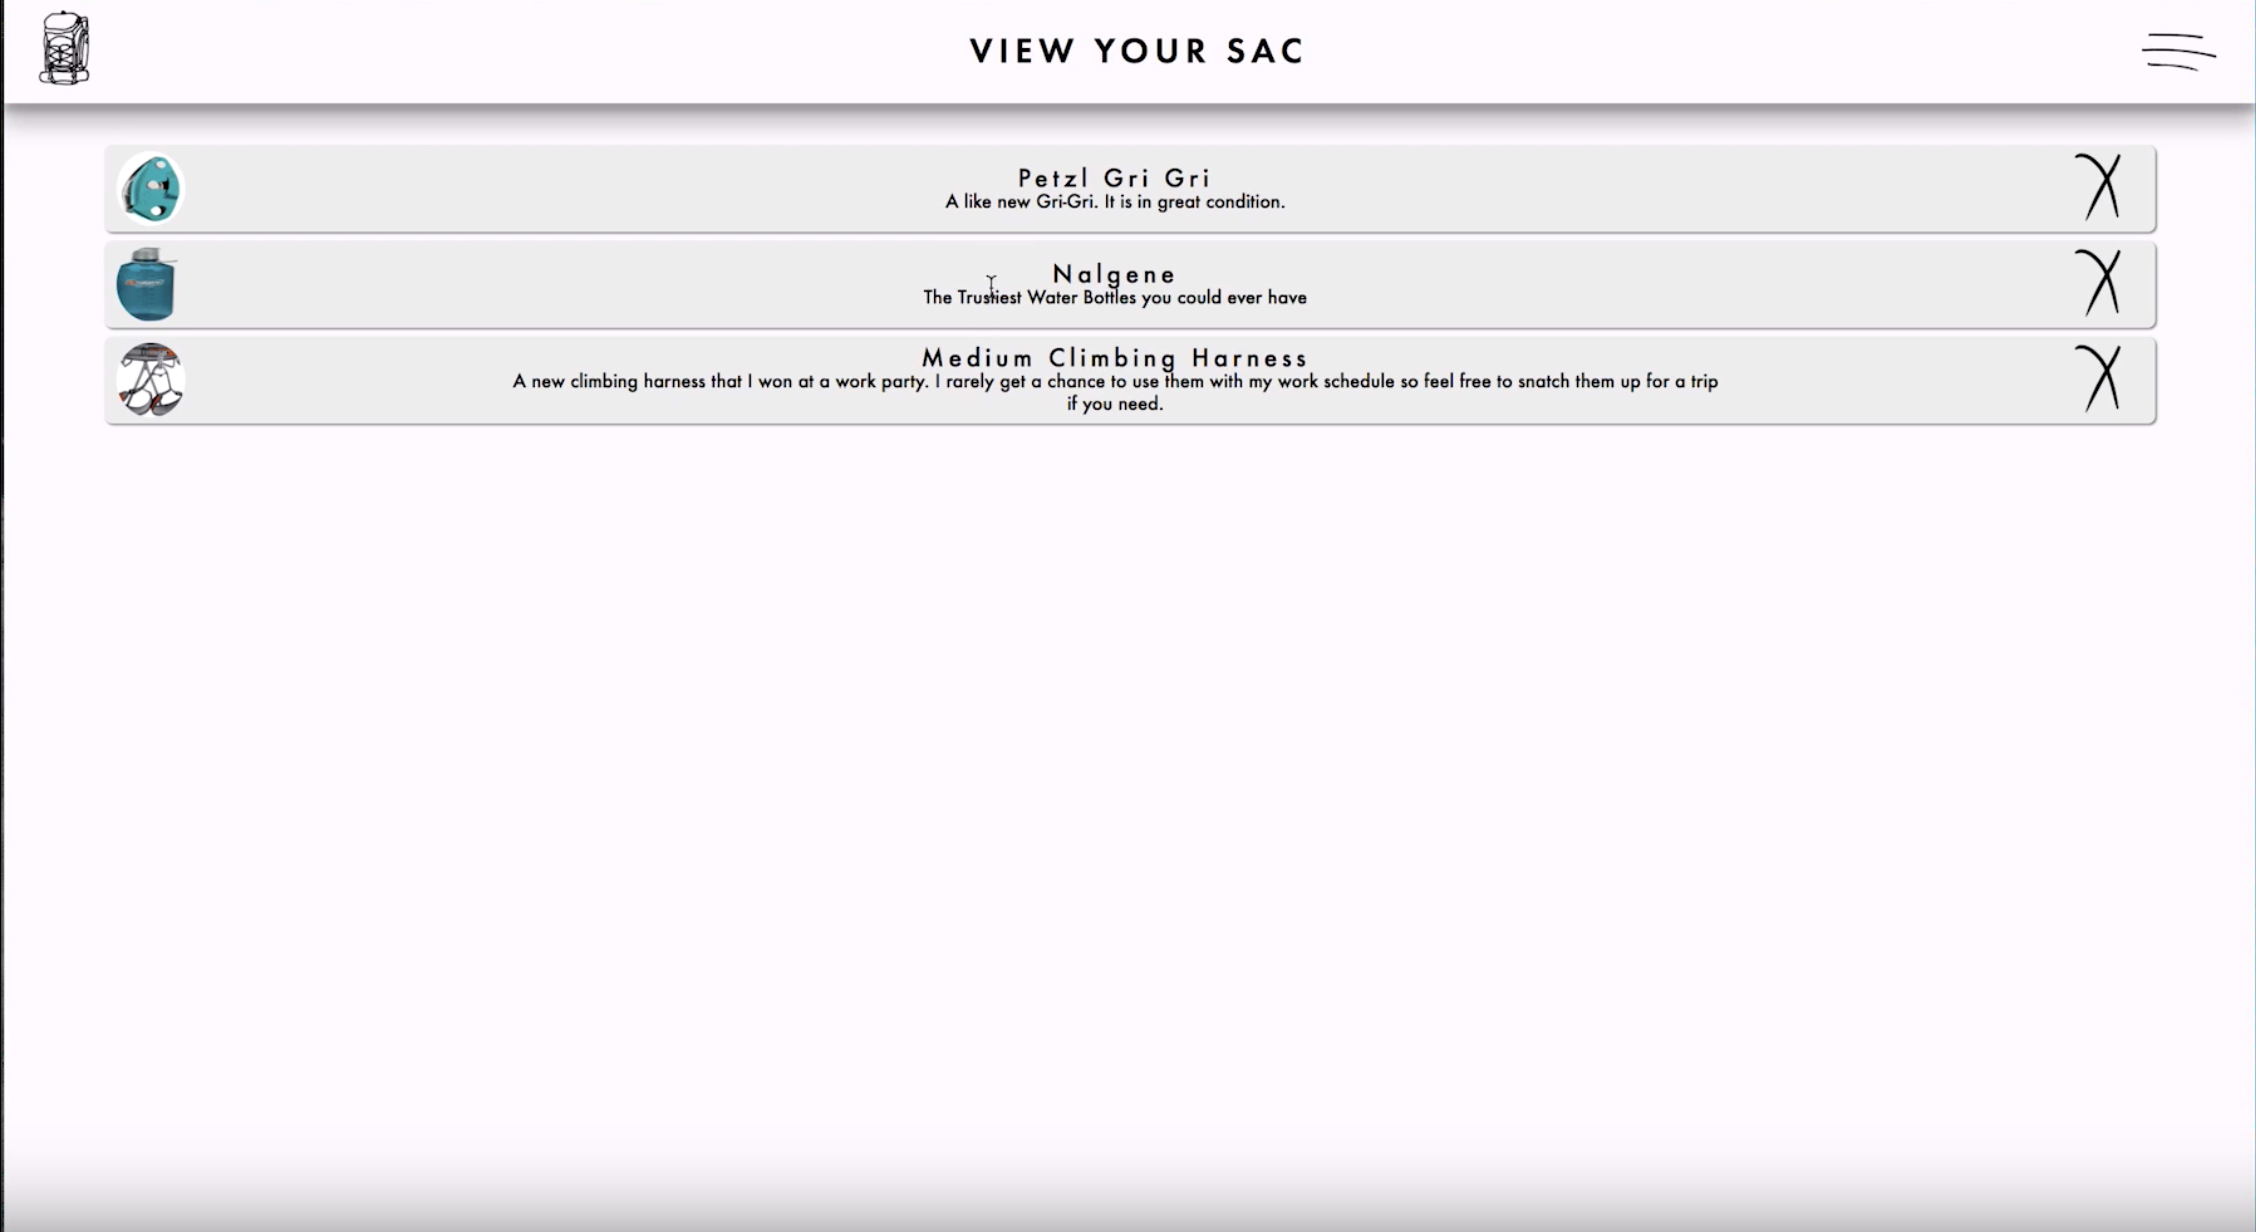 VIEW YOUR SAC
Petzl Gri Gri
A like new Gri-Gri. It is in great condition.
Nalgene
The Trustiest Water Bottles you could ever have
Medium Climbing Harness
A new climbing harness that I won at a work party. I rarely get a chance to use them with my work schedule so feel free to snatch them up for a trip
if you need.